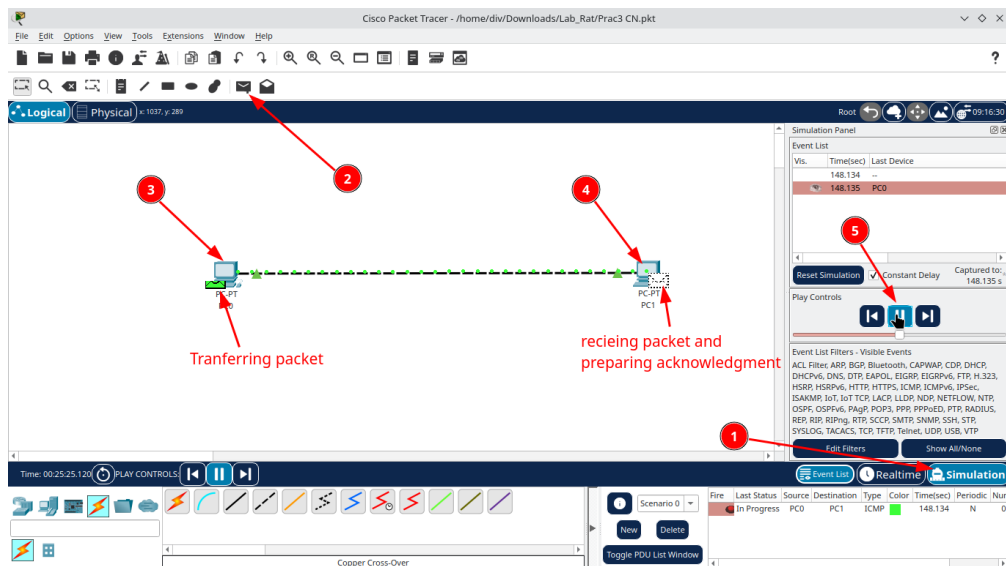 Cisco Packet Tracer - /home/div/Downloads/Lab_Rat/Prac3 CN.pkt
File Edit Options View Tools Extensions Window Help
?
Logical Physical x: 1037, y: 289 Root 09:16:30
Simulation Panel
Event List
Vis. Time(sec) Last Device
148.134 --
148.135 PC0
2
3
4
5
Reset Simulation Constant Delay Captured to:
148.135 s
PC-PT
PC-PT
PC1
Play Controls
Tranferring packet
recieing packet and
preparing acknowledgment
Event List Filters - Visible Events
ACL Filter, ARP, BGP, Bluetooth, CAPWAP, CDP, DHCP,
DHCPv6, DNS, DTP, EAPOL, EIGRP, EIGRPv6, FTP, H.323,
HSRP, HSRPv6, HTTP, HTTPS, ICMP, ICMPv6, IPSec,
ISAKMP, IoT, IoT TCP, LACP, LLDP, NDP, NETFLOW, NTP,
OSPF, OSPFv6, PAgP, POP3, PPP, PPPoED, PTP, RADIUS,
REP, RIP, RIPng, RTP, SCCP, SMTP, SNMP, SSH, STP,
SYSLOG, TACACS, TCP, TFTP, Telnet, UDP, USB, VTP
1
Edit Filters Show All/None
Time: 00:25:25.120 PLAY CONTROLS: Event List Realtime Simulation
Scenario 0
New Delete
Toggle PDU List Window
Fire Last Status Source Destination Type Color Time(sec) Periodic Nu
In Progress PC0 PC1 ICMP 148.134 N 0
Copper Cross-Over